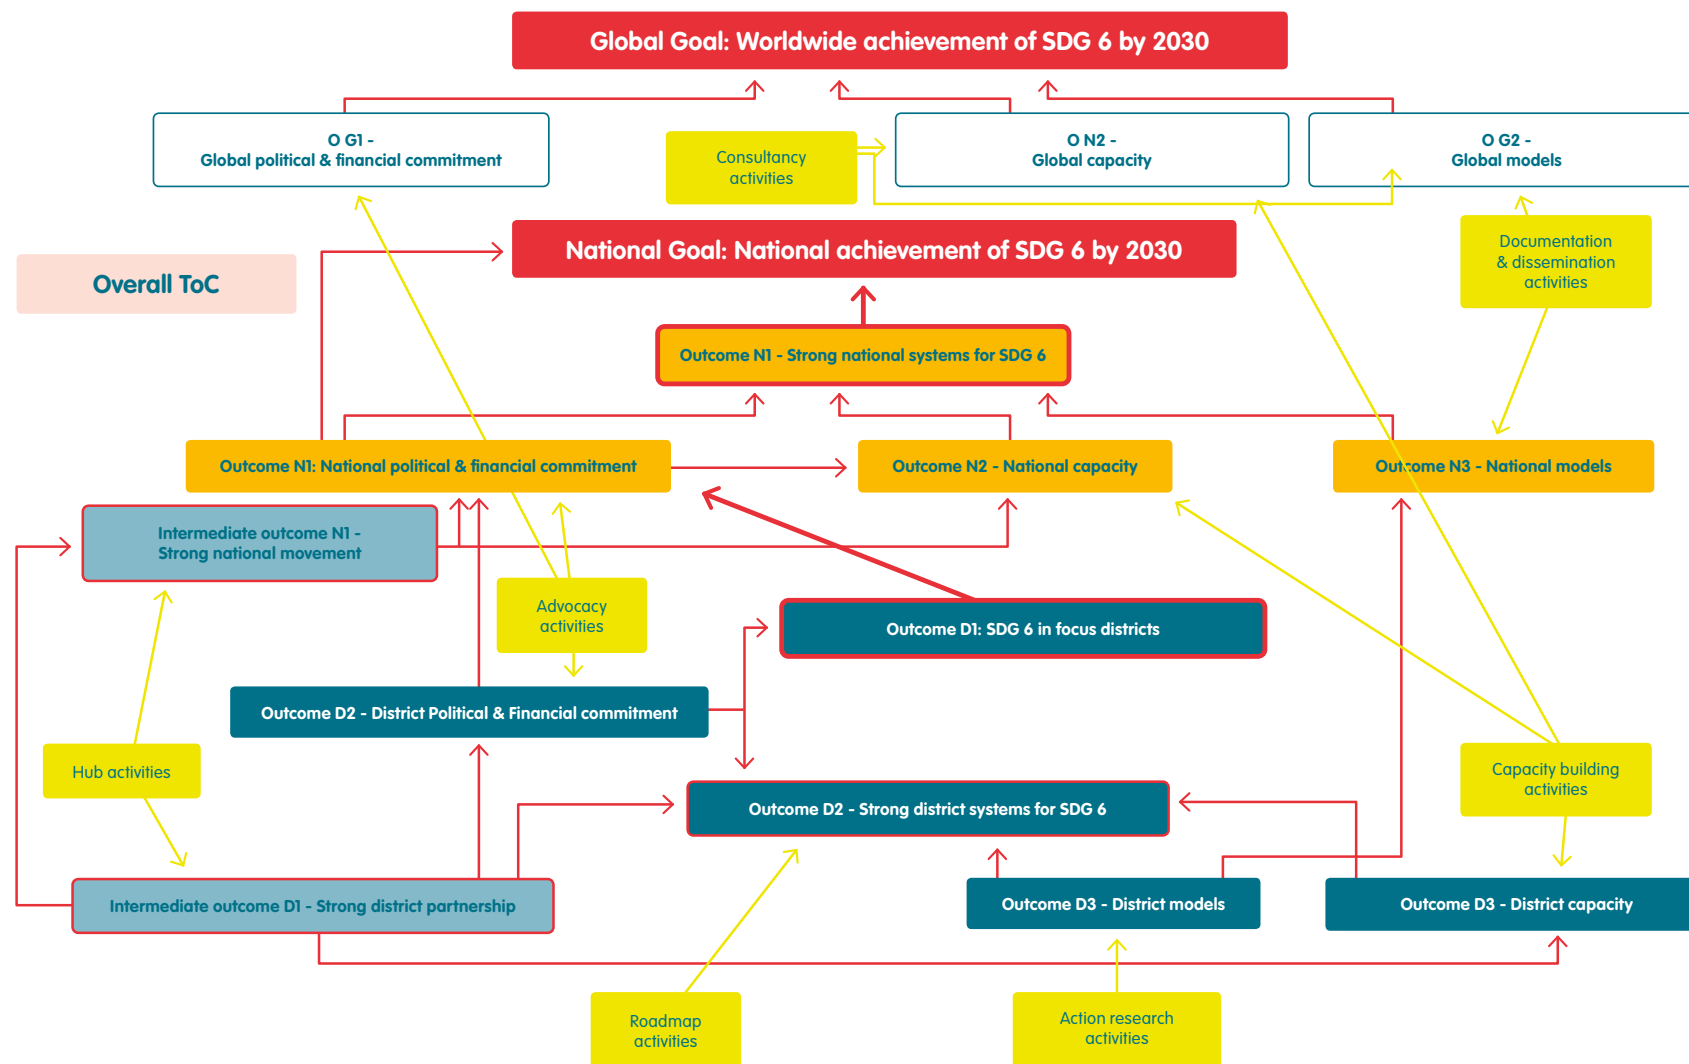 Global Goal: Worldwide achievement of SDG 6 by 2030
O G1 -
Global political & financial commitment
Consultancy
activities
O N2 -
Global capacity
O G2 -
Global models
National Goal: National achievement of SDG 6 by 2030
Documentation
& dissemination
activities
Overall ToC
Outcome N1 - Strong national systems for SDG 6
Outcome N1: National political & financial commitment
Outcome N2 - National capacity
Outcome N3 - National models
Intermediate outcome N1 -
Strong national movement
Advocacy
activities
Outcome D1: SDG 6 in focus districts
Outcome D2 - District Political & Financial commitment
Hub activities
Capacity building
activities
Outcome D2 - Strong district systems for SDG 6
Intermediate outcome D1 - Strong district partnership
Outcome D3 - District models
Outcome D3 - District capacity
Roadmap
activities
Action research
activities